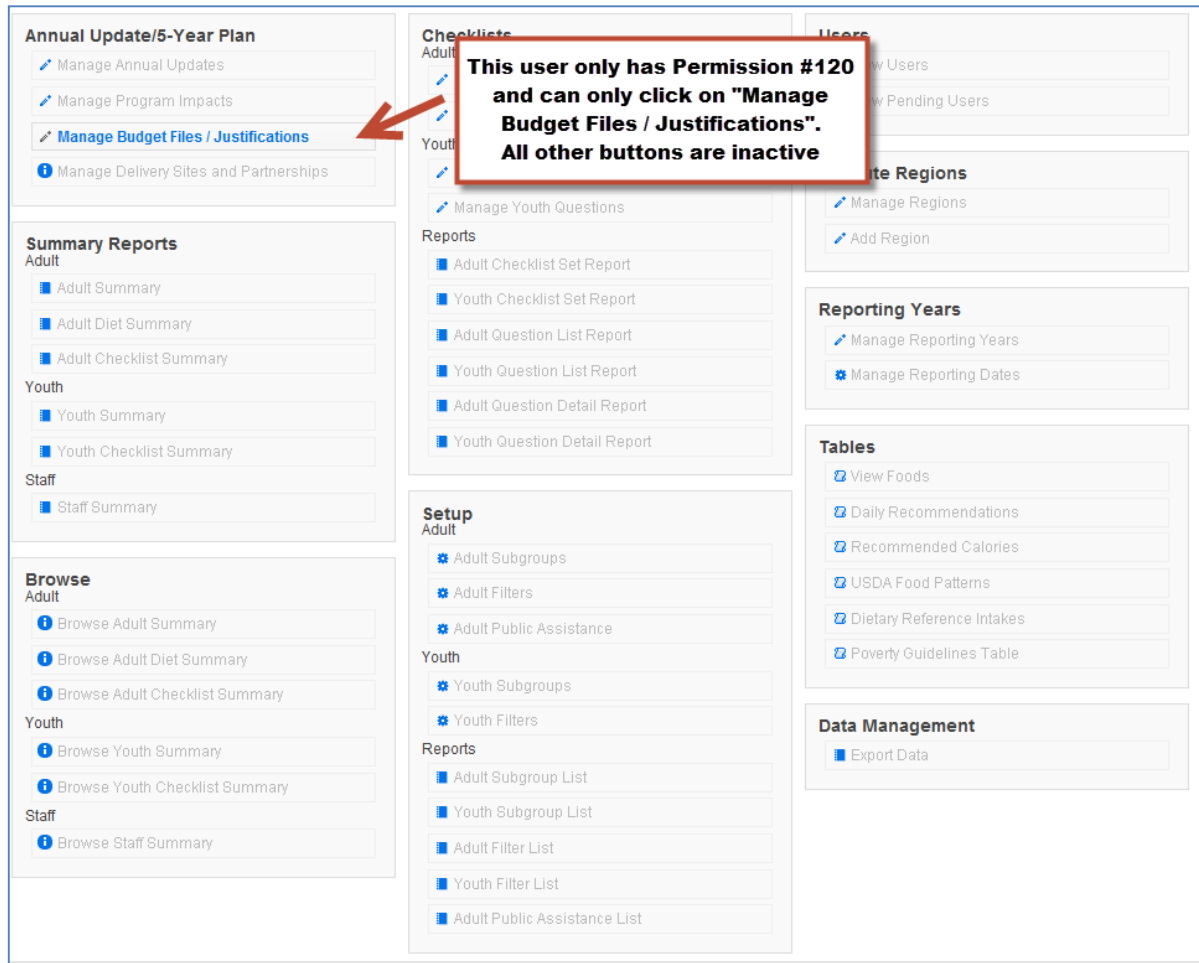 Annual Update/5-Year Plan
Manage Annual Updates
Manage Program Impacts
Manage Budget Files / Justifications
Manage Delivery Sites and Partnerships
Summary Reports
Adult
Adult Summary
Adult Diet Summary
Adult Checklist Summary
Youth
Youth Summary
Youth Checklist Summary
Staff
Staff Summary
Browse
Adult
Browse Adult Summary
Browse Adult Diet Summary
Browse Adult Checklist Summary
Youth
Browse Youth Summary
Browse Youth Checklist Summary
Staff
Browse Staff Summary
Checklists
Adult
This user only has Permission #120
and can only click on "Manage
Budget Files / Justifications".
All other buttons are inactive
Youth
Manage Youth Questions
Reports
Adult Checklist Set Report
Youth Checklist Set Report
Adult Question List Report
Youth Question List Report
Adult Question Detail Report
Youth Question Detail Report
Setup
Adult
Adult Subgroups
Adult Filters
Adult Public Assistance
Youth
Youth Subgroups
Youth Filters
Reports
Adult Subgroup List
Youth Subgroup List
Adult Filter List
Youth Filter List
Adult Public Assistance List
Users
Users
Pending Users
Regions
Manage Regions
Add Region
Reporting Years
Manage Reporting Years
Manage Reporting Dates
Tables
View Foods
Daily Recommendations
Recommended Calories
USDA Food Patterns
Dietary Reference Intakes
Poverty Guidelines Table
Data Management
Export Data